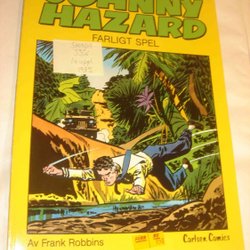 JOHNNY
HAZARD
FARLIGT SPEL
Av Frank Robbins
Carlsen Comics